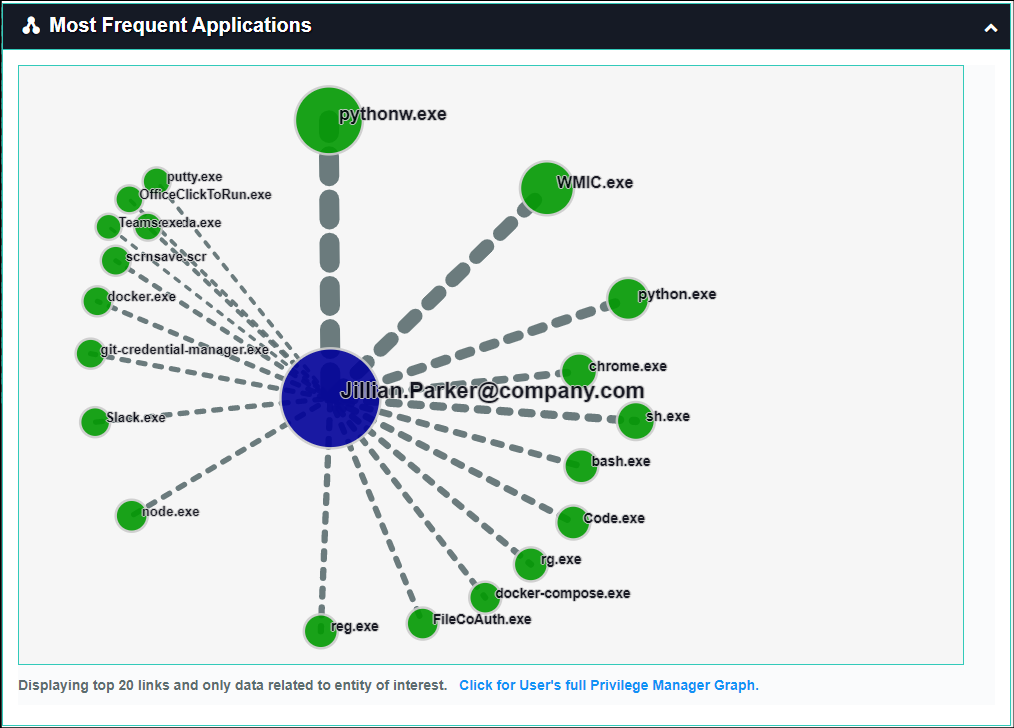 Most Frequent Applications
pythonw.exe
putty.exe
WMIC.exe
OfficeClickToRun.exe
Teams.exe
scrnsave.scr
docker.exe
python.exe
git-credential-manager.exe
chrome.exe
Jillian.Parker@company.com
Slack.exe
sh.exe
bash.exe
node.exe
Code.exe
rg.exe
docker-compose.exe
FileCoAuth.exe
reg.exe
Displaying top 20 links and only data related to entity of interest. Click for User's full Privilege Manager Graph.